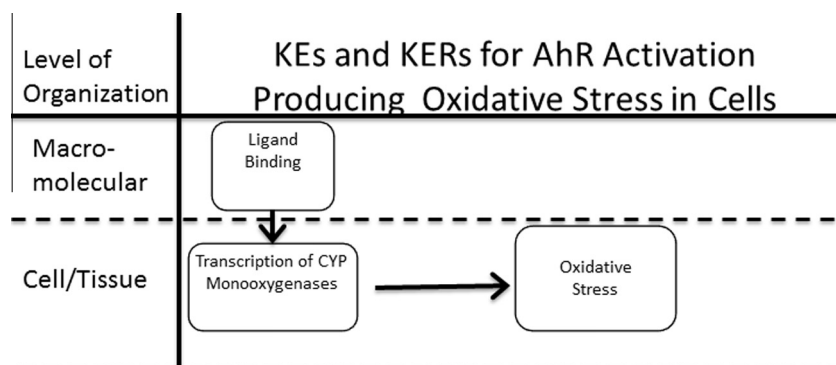 Level of
Organization
KEs and KERs for AhR Activation
Producing Oxidative Stress in Cells
Macro-
molecular
Ligand
Binding
Cell/Tissue
Transcription of CYP
Monooxygenases
Oxidative
Stress